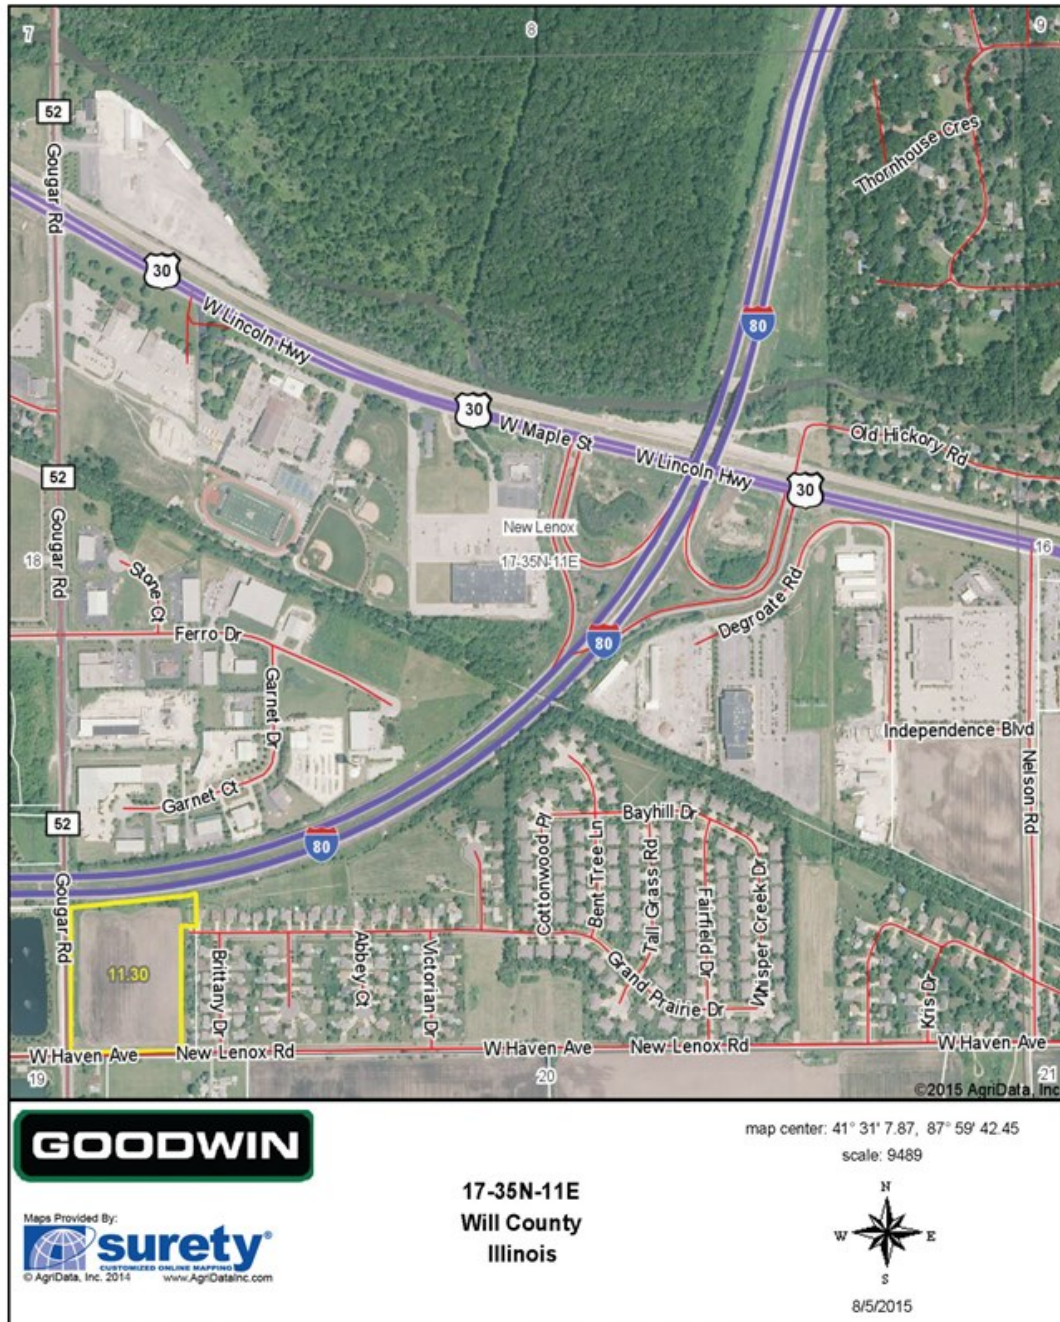 7
8
9
52
Gougar Rd
Thornhouse Cres
30
W Lincoln Hwy
80
30
W Maple St
W Lincoln Hwy
Old Hickory Rd
30
52
Gougar Rd
New Lenox
17-35N-11E
18
16
Stone Ct
Ferro Dr
Degroate Rd
80
Garnet Dr
Independence Blvd
Nelson Rd
Garnet Ct
52
80
Bayhill Dr
Cottonwood Pl
Bent Tree Ln
Tall Grass Rd
Fairfield Dr
Whisper Creek Dr
Gougar Rd
11.30
Brittany Dr
Abbey Ct
Victorian Dr
Grand Prairie Dr
Kris Dr
W Haven Ave
New Lenox Rd
W Haven Ave
New Lenox Rd
W Haven Ave
19
20
21
©2015 AgriData, Inc
GOODWIN
map center: 41° 31' 7.87, 87° 59' 42.45
scale: 9489
17-35N-11E
Will County
Illinois
N
W
E
S
8/5/2015
Maps Provided By:
surety®
CUSTOMIZED ONLINE MAPPING
© AgriData, Inc. 2014
www.AgriDataInc.com